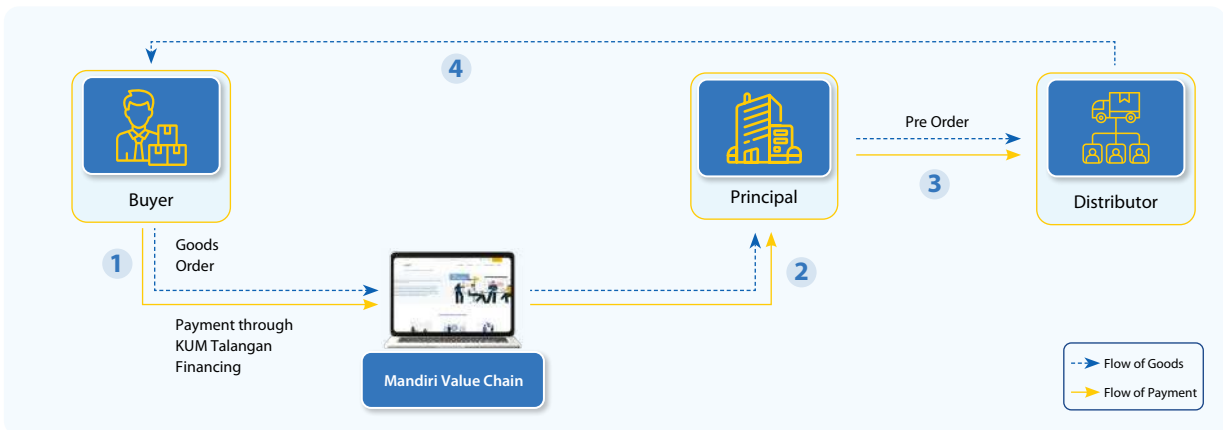 4
Buyer
Principal
Pre Order
3
Distributor
1
Goods
Order
2
Payment through
KUM Talangan
Financing
Mandiri Value Chain
Flow of Goods
Flow of Payment